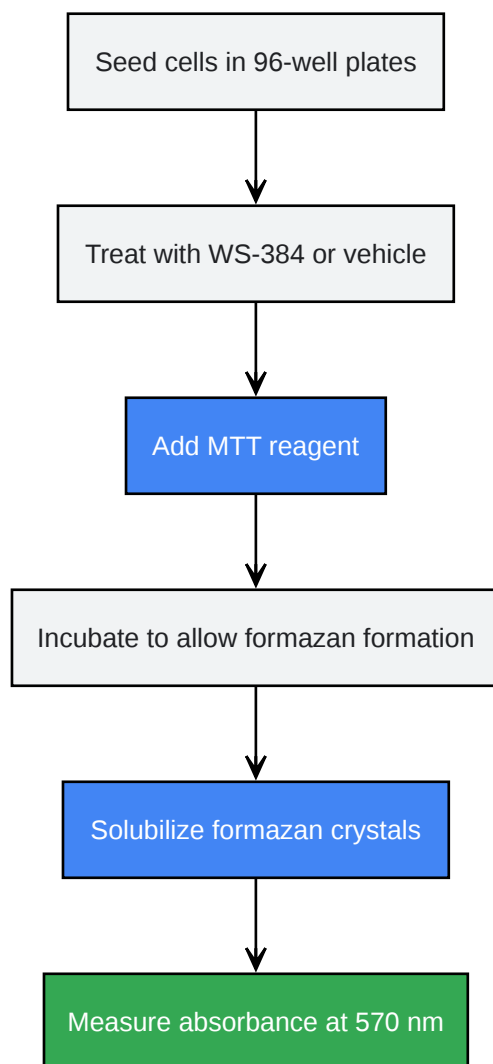 Seed cells in 96-well plates
Treat with WS-384 or vehicle
Add MTT reagent
Incubate to allow formazan formation
Solubilize formazan crystals
Measure absorbance at 570 nm